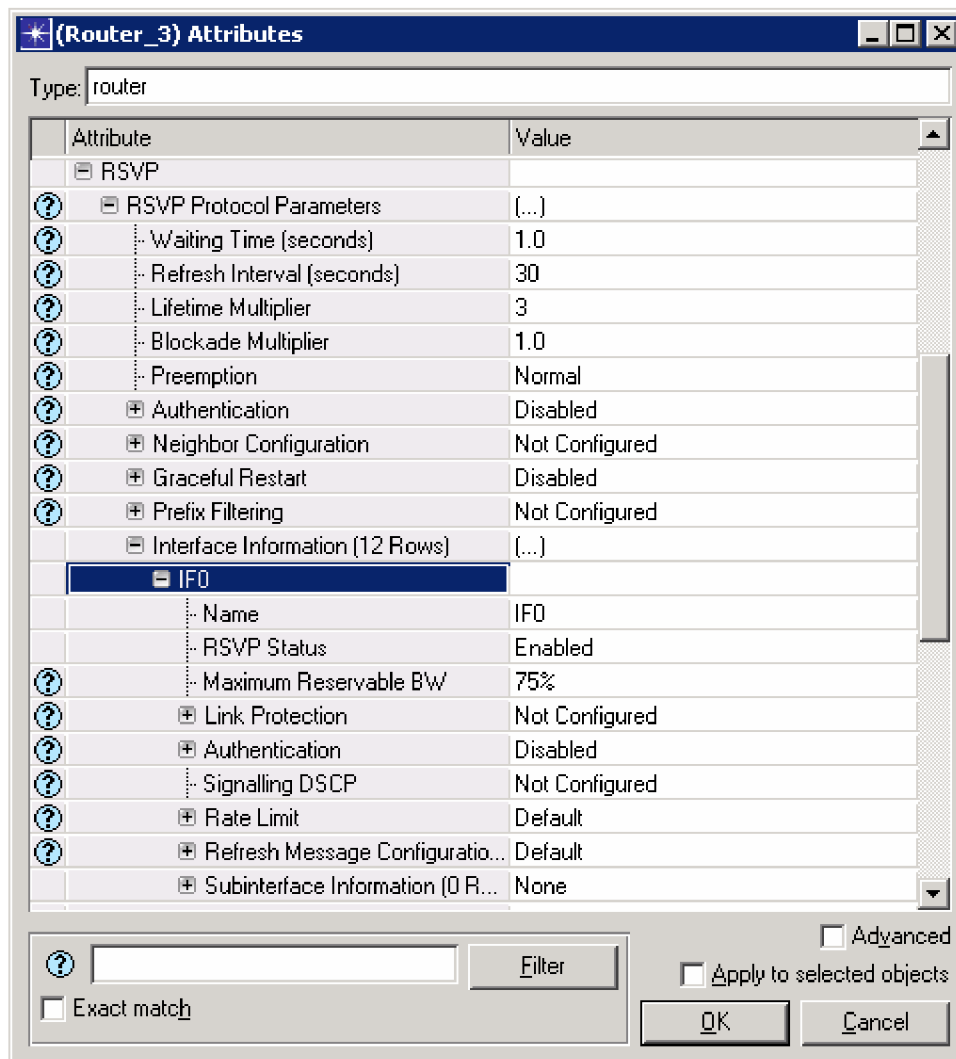 (Router_3) Attributes
Type: router
Attribute Value
RSVP
RSVP Protocol Parameters (...)
Waiting Time (seconds) 1.0
Refresh Interval (seconds) 30
Lifetime Multiplier 3
Blockade Multiplier 1.0
Preemption Normal
Authentication Disabled
Neighbor Configuration Not Configured
Graceful Restart Disabled
Prefix Filtering Not Configured
Interface Information (12 Rows) (...)
IF0
Name IF0
RSVP Status Enabled
Maximum Reservable BW 75%
Link Protection Not Configured
Authentication Disabled
Signalling DSCP Not Configured
Rate Limit Default
Refresh Message Configuratio... Default
Subinterface Information (0 R... None
Advanced
Filter
Apply to selected objects
Exact match
OK Cancel